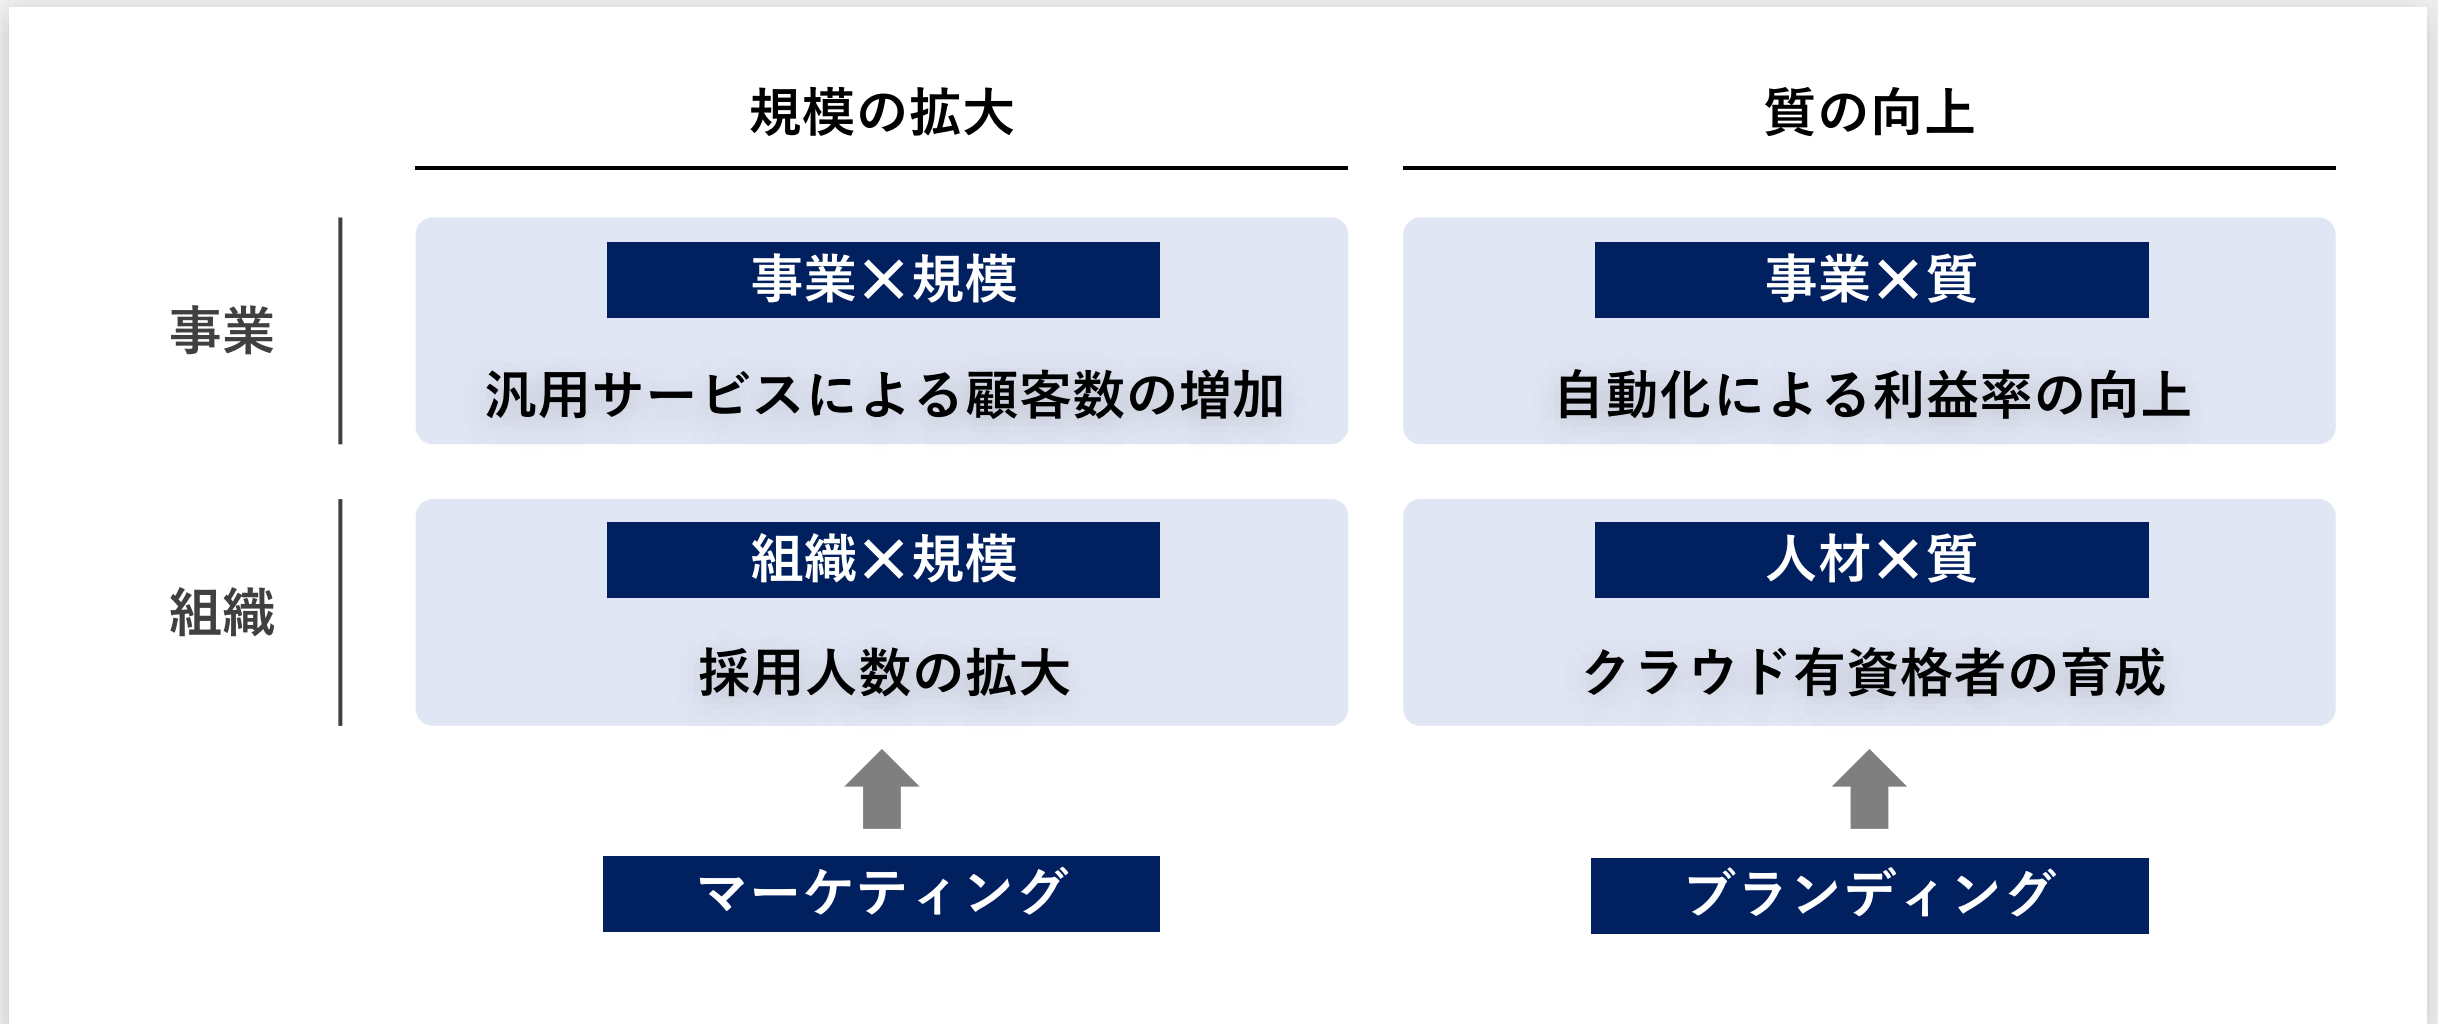 規模の拡大
質の向上
事業
事業×規模
汎用サービスによる顧客数の増加
事業×質
自動化による利益率の向上
組織
組織×規模
採用人数の拡大
人材×質
クラウド有資格者の育成
マーケティング
ブランディング